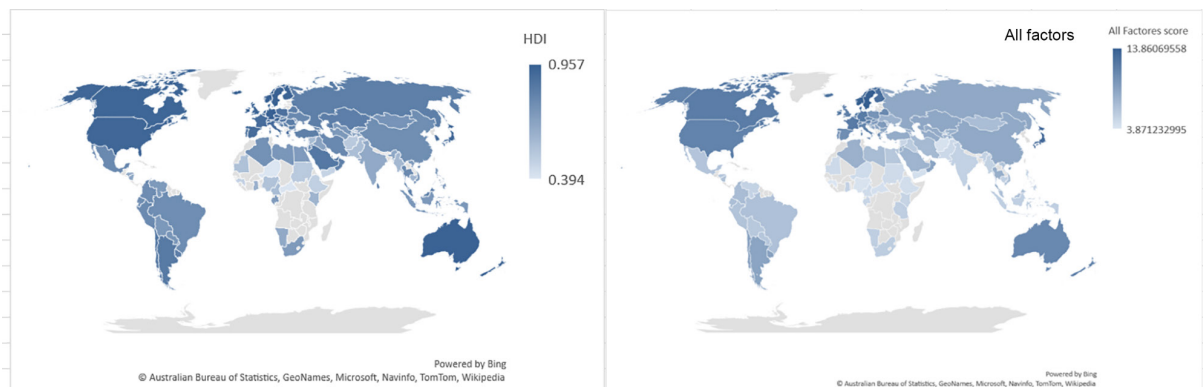 HDI
0.957
0.394
Powered by Bing
© Australian Bureau of Statistics, GeoNames, Microsoft, Navinfo, TomTom, Wikipedia
All factors
All Factores score
13.86069558
3.871232995
Powered by Bing
© Australian Bureau of Statistics, GeoNames, Microsoft, Navinfo, TomTom, Wikipedia